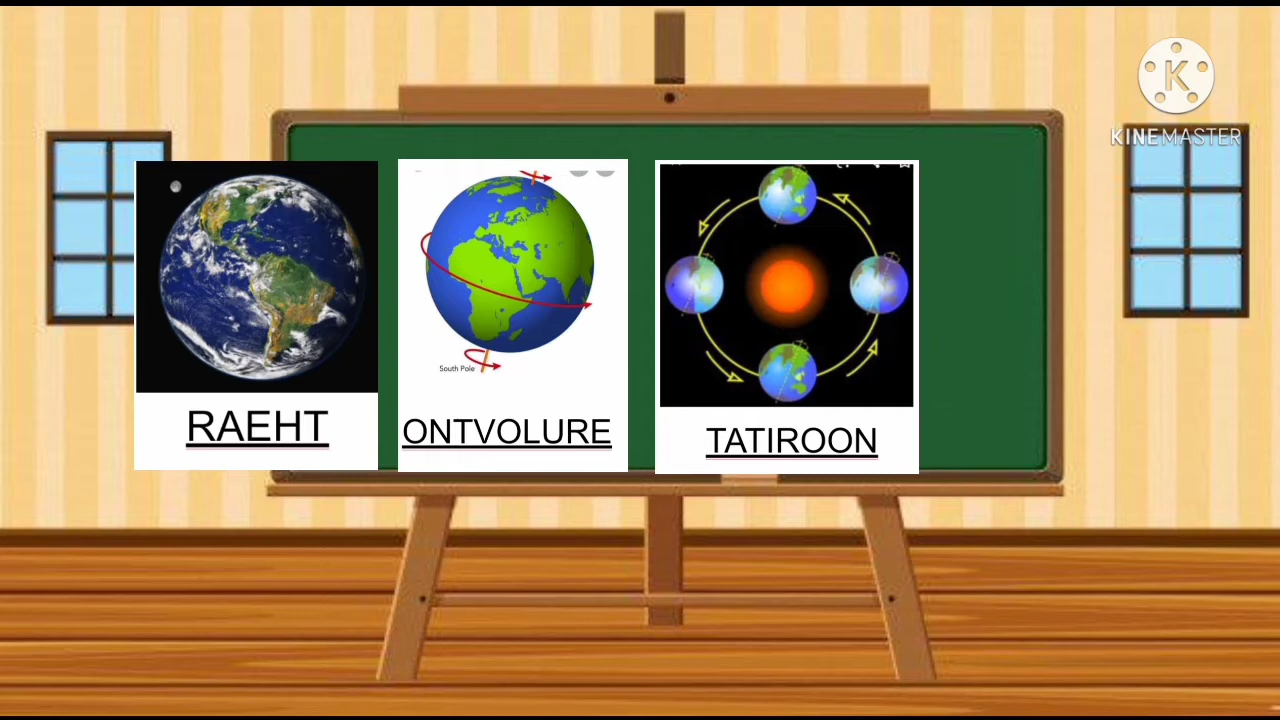 KINEMASTER
South Pole
RAEHT
ONTVOLURE
TATIROON